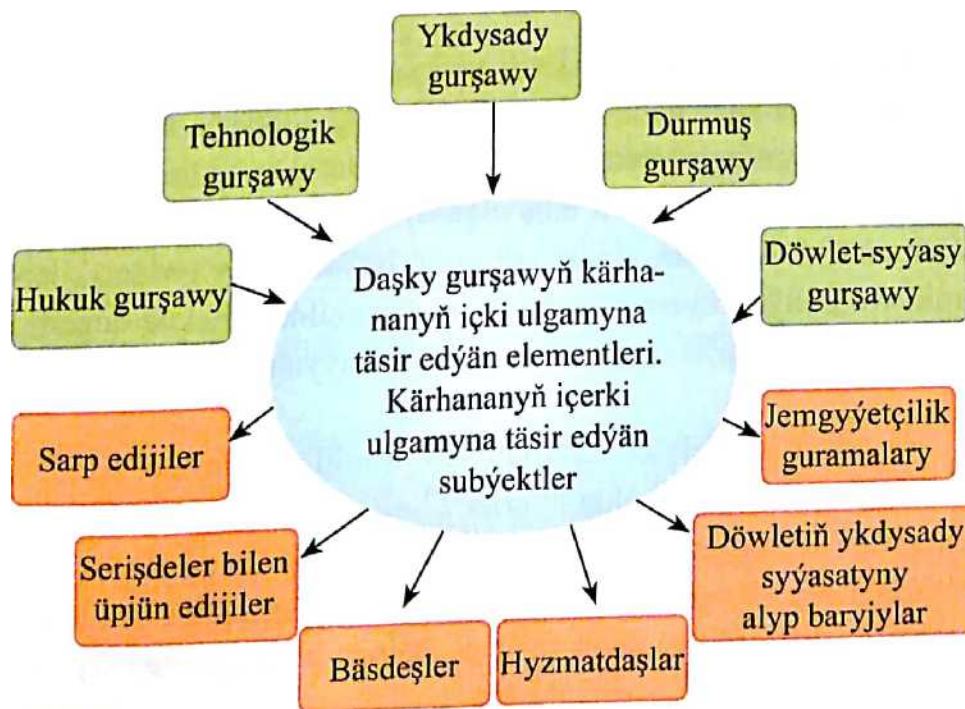 Ykdysady
gurşawy
Tehnologik
gurşawy
Durmuş
gurşawy
Hukuk gurşawy
Döwlet-syýasy
gurşawy
Daşky gurşawyň kärha-
nanyň içki ulgamyna
täsir edýän elementleri.
Kärhananyň içerki
ulgamyna täsir edýän
subýektler
Sarp edijiler
Jemgyýetçilik
guramalary
Serişdeler bilen
üpjün edijiler
Döwletiň ykdysady
syýasatyny
alyp baryjylar
Bäsdeşler
Hyzmatdaşlar